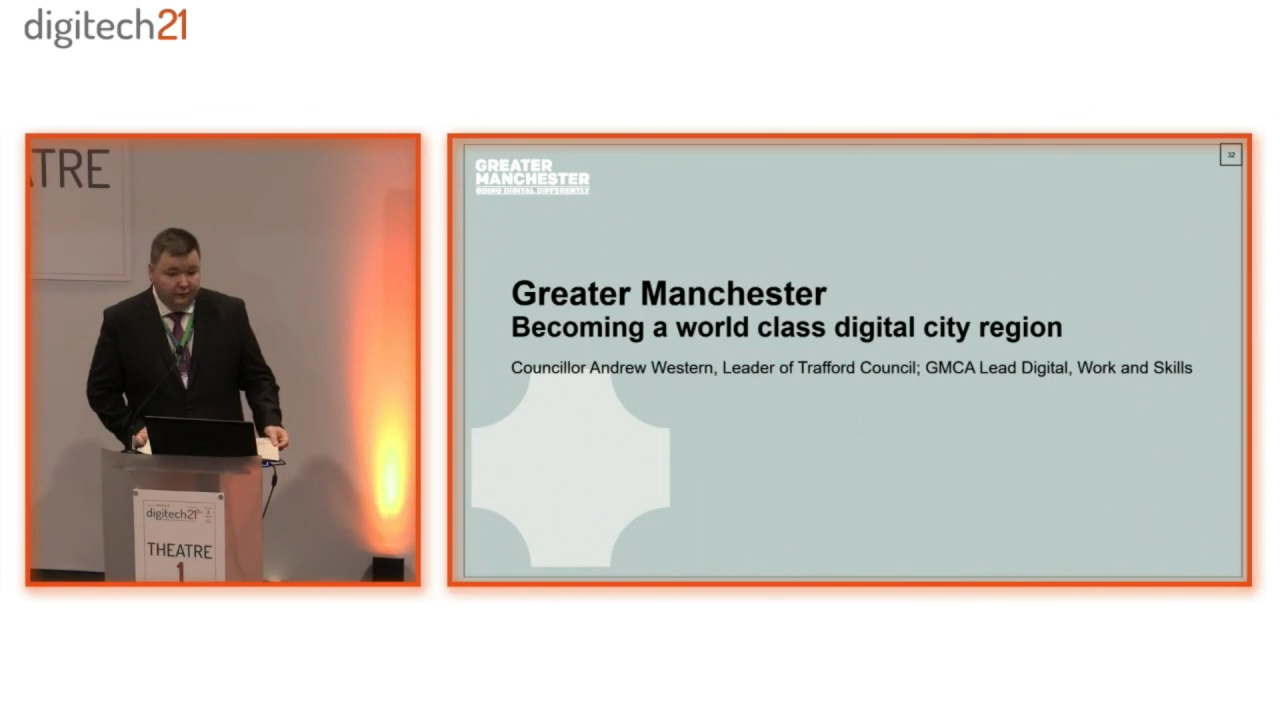 digitech21
TRE
GREATER
MANCHESTER
DOING DIGITAL DIFFERENTLY
32
Greater Manchester
Becoming a world class digital city region
Councillor Andrew Western, Leader of Trafford Council; GMCA Lead Digital, Work and Skills
digitech21
THEATRE
1